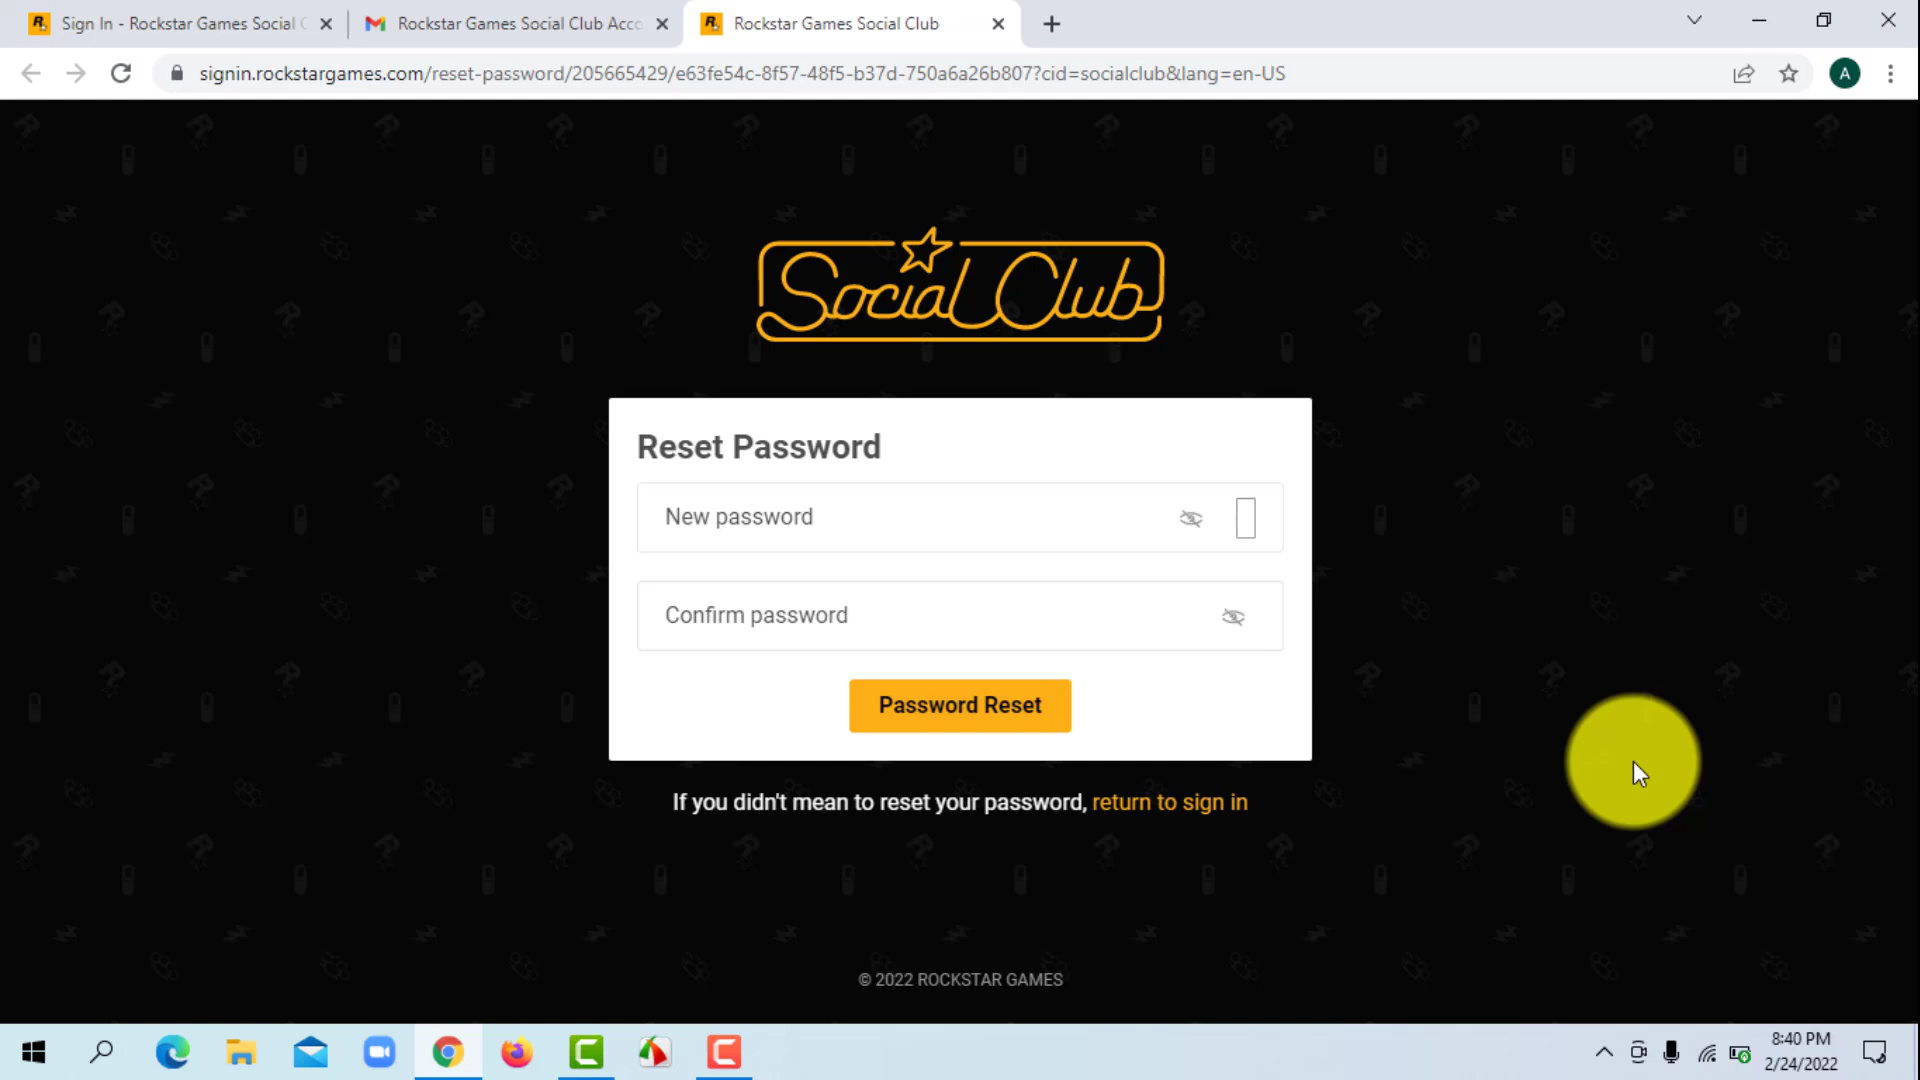 Sign In - Rockstar Games Social C
Rockstar Games Social Club Acco
Rockstar Games Social Club
signin.rockstargames.com/reset-password/205665429/e63fe54c-8f57-48f5-b37d-750a6a26b807?cid=socialclub&lang=en-US
A
Social Club
Reset Password
New password
Confirm password
Password Reset
If you didn't mean to reset your password, return to sign in
© 2022 ROCKSTAR GAMES
8:40 PM
2/24/2022